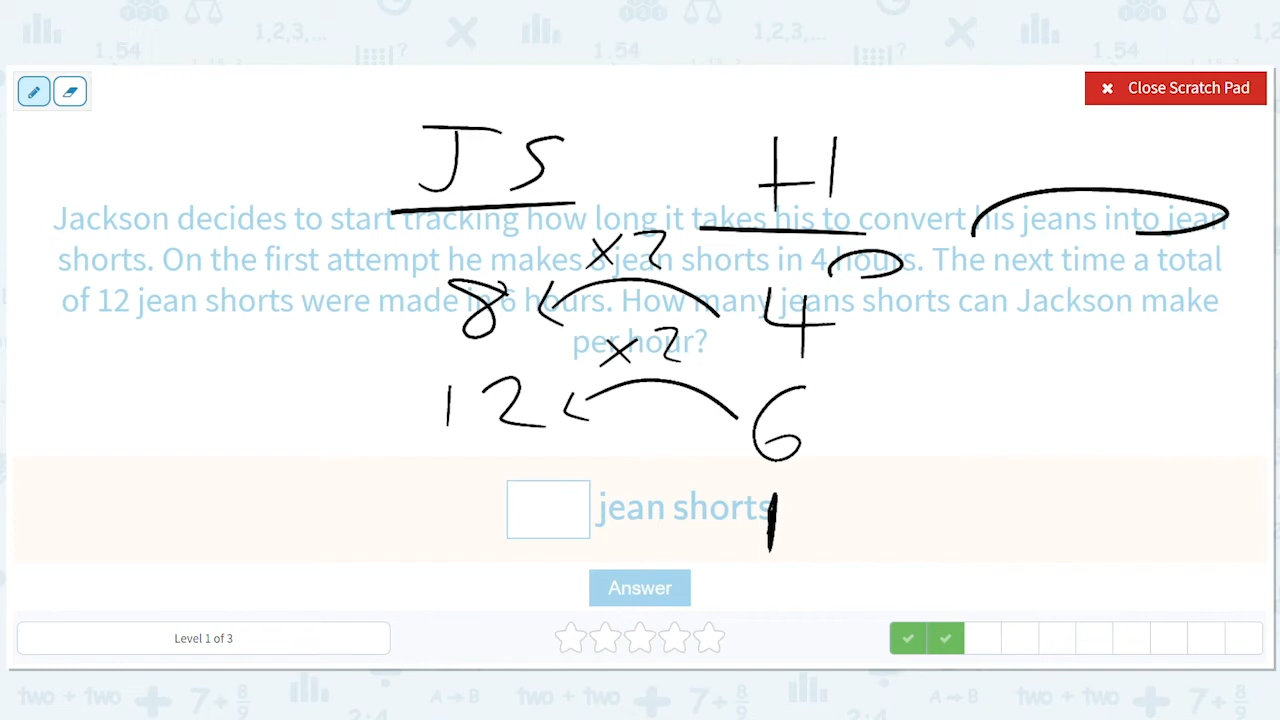 Close Scratch Pad
JS H
Jackson decides to start tracking how long it takes his to convert his jeans into jean
shorts. On the first attempt he makes 8 jean shorts in 4 hours. The next time a total
of 12 jean shorts were made in 6 hours. How many jeans shorts can Jackson make
per hour?
x2
8 4
x2
12 6
1
jean shorts
Answer
Level 1 of 3